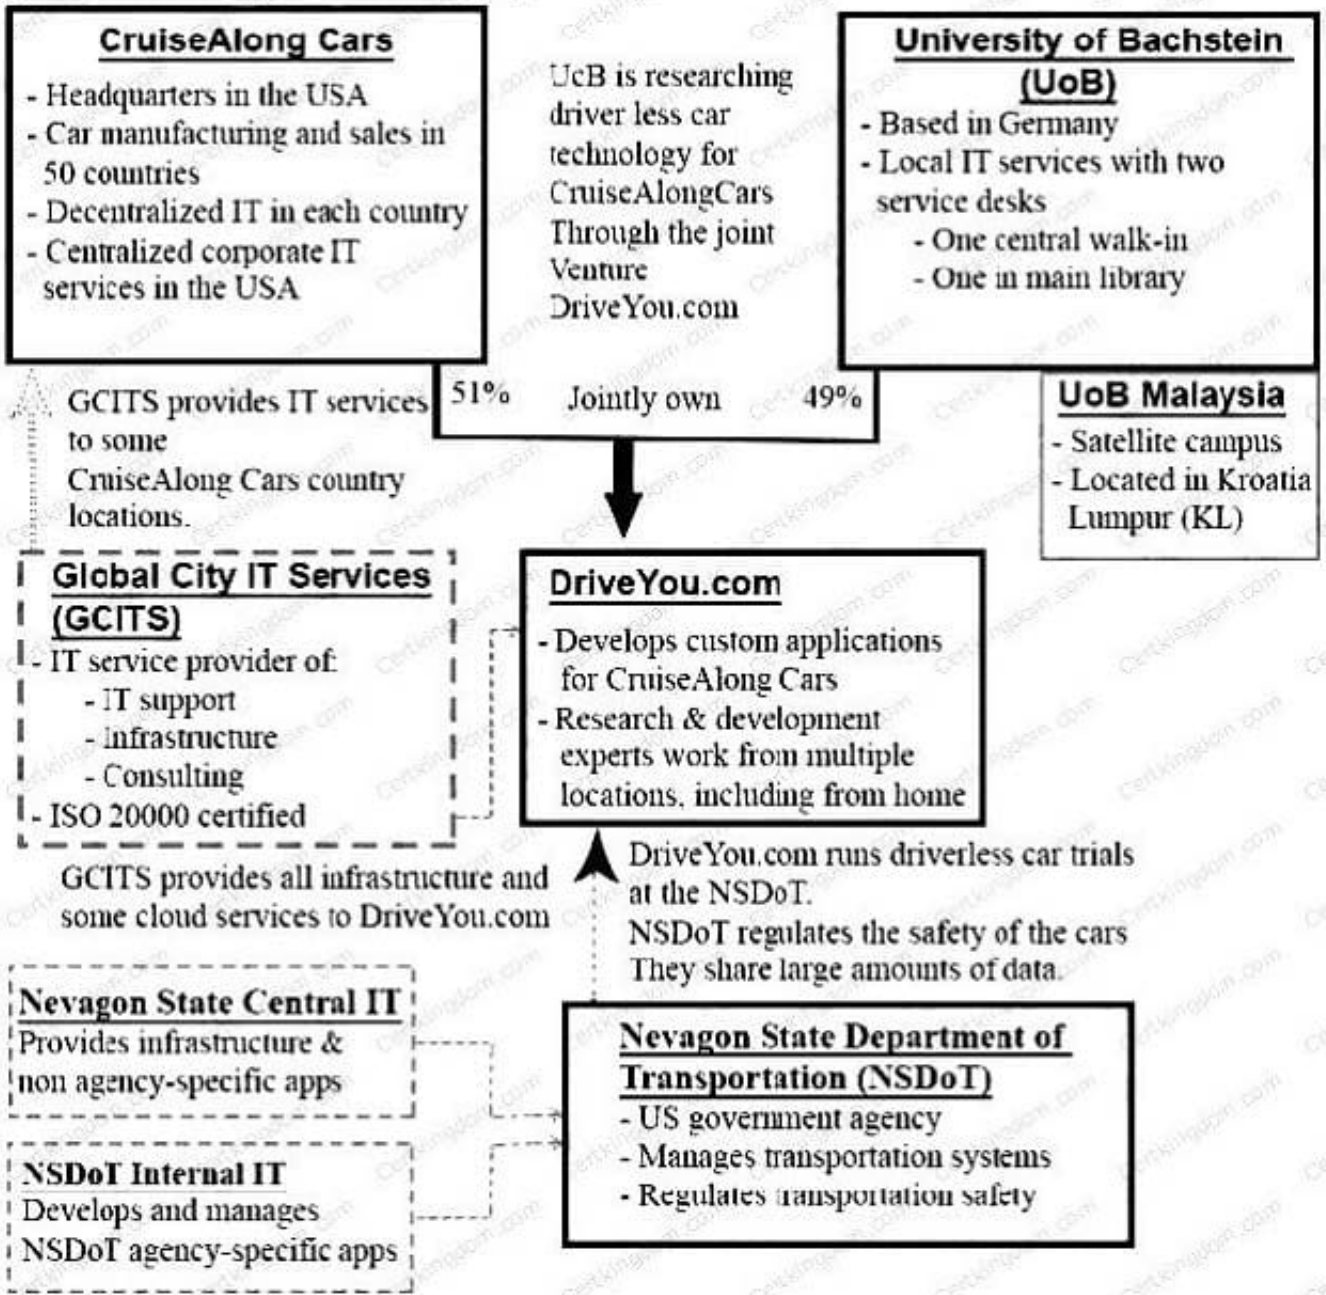 CruiseAlong Cars
- Headquarters in the USA
- Car manufacturing and sales in
50 countries
- Decentralized IT in each country
- Centralized corporate IT
services in the USA
UcB is researching
driver less car
technology for
CruiseAlongCars
Through the joint
Venture
DriveYou.com
University of Bachstein
(UoB)
- Based in Germany
- Local IT services with two
service desks
- One central walk-in
- One in main library
51% Jointly own 49%
UoB Malaysia
- Satellite campus
- Located in Kroatia
Lumpur (KL)
GCITS provides IT services
to some
CruiseAlong Cars country
locations.
Global City IT Services
(GCITS)
- IT service provider of:
- IT support
- Infrastructure
- Consulting
- ISO 20000 certified
DriveYou.com
- Develops custom applications
for CruiseAlong Cars
- Research & development
experts work from multiple
locations, including from home
GCITS provides all infrastructure and
some cloud services to DriveYou.com
DriveYou.com runs driverless car trials
at the NSDoT.
NSDoT regulates the safety of the cars
They share large amounts of data.
Nevagon State Central IT
Provides infrastructure &
non agency-specific apps
NSDoT Internal IT
Develops and manages
NSDoT agency-specific apps
Nevagon State Department of
Transportation (NSDoT)
- US government agency
- Manages transportation systems
- Regulates transportation safety
Certkingdom.com